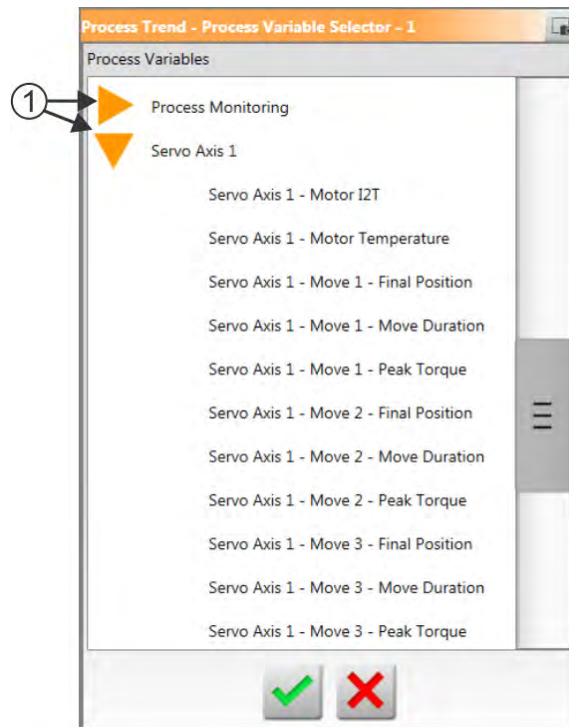 Process Trend - Process Variable Selector - 1
Process Variables
1
Process Monitoring
Servo Axis 1
Servo Axis 1 - Motor I2T
Servo Axis 1 - Motor Temperature
Servo Axis 1 - Move 1 - Final Position
Servo Axis 1 - Move 1 - Move Duration
Servo Axis 1 - Move 1 - Peak Torque
Servo Axis 1 - Move 2 - Final Position
Servo Axis 1 - Move 2 - Move Duration
Servo Axis 1 - Move 2 - Peak Torque
Servo Axis 1 - Move 3 - Final Position
Servo Axis 1 - Move 3 - Move Duration
Servo Axis 1 - Move 3 - Peak Torque